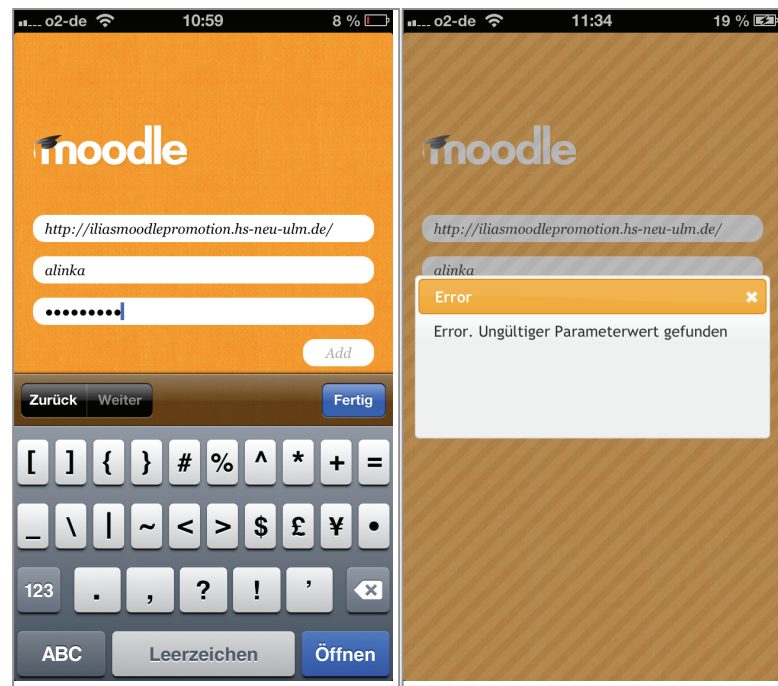 o2-de 10:59 8 %
moodle
http://iliasmoodlepromotion.hs-neu-ulm.de/
alinka
•••••••••
Add
Zurück Weiter Fertig
[ ] { } # % ^ * + =
_ \ | ~ < > $ £ ¥ •
123 . , ? ! ’
ABC Leerzeichen Öffnen
o2-de 11:34 19 %
moodle
http://iliasmoodlepromotion.hs-neu-ulm.de/
alinka
Error
Error. Ungültiger Parameterwert gefunden